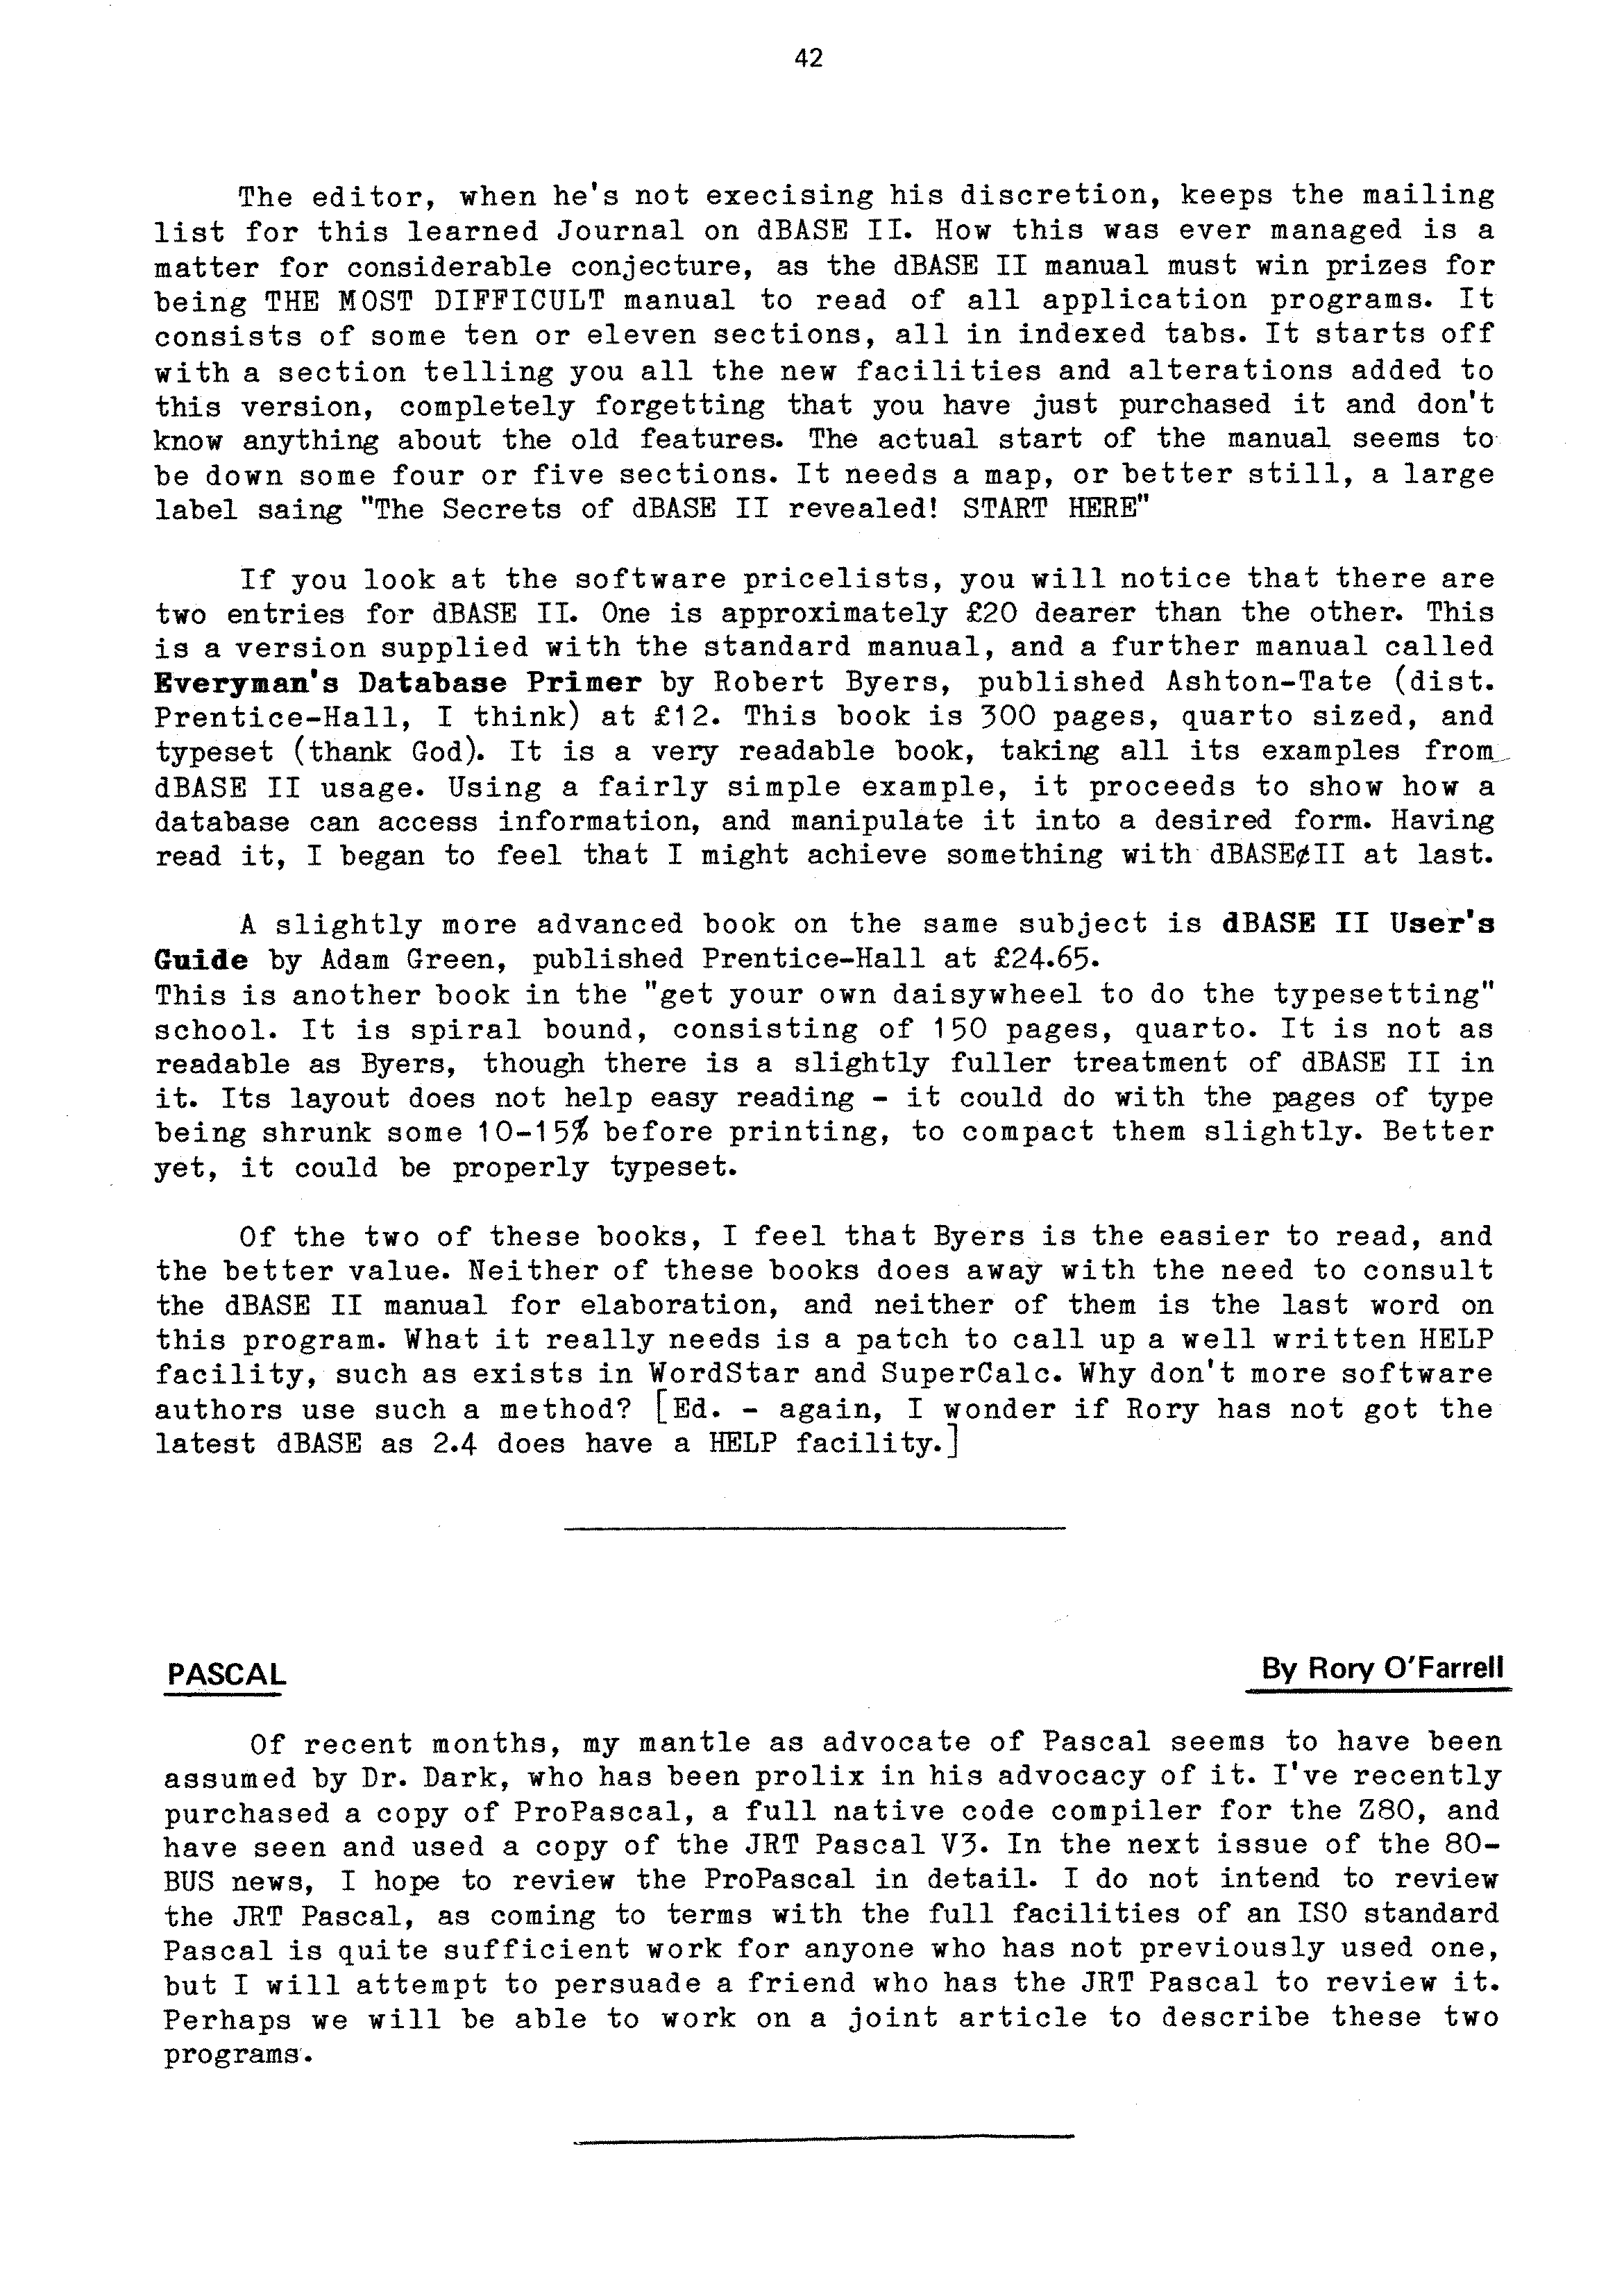 42
The editor, when he's not execising his discretion, keeps the mailing
list for this learned Journal on dBASE II. How this was ever managed is a
matter for considerable conjecture, as the dBASE II manual must win prizes for
being THE MOST DIFFICULT manual to read of all application programs. It
consists of some ten or eleven sections, all in indexed tabs. It starts off
with a section telling you all the new facilities and alterations added to
this version, completely forgetting that you have just purchased it and don't
know anything about the old features. The actual start of the manual seems to
be down some four or five sections. It needs a map, or better still, a large
label saing "The Secrets of dBASE II revealed! START HERE"
If you look at the software pricelists, you will notice that there are
two entries for dBASE II. One is approximately £20 dearer than the other. This
is a version supplied with the standard manual, and a further manual called
Everyman's Database Primer by Robert Byers, published Ashton-Tate (dist.
Prentice-Hall, I think) at £12. This book is 300 pages, quarto sized, and
typeset (thank God). It is a very readable book, taking all its examples from
dBASE II usage. Using a fairly simple example, it proceeds to show how a
database can access information, and manipulate it into a desired form. Having
read it, I began to feel that I might achieve something with dBASE¢II at last.
A slightly more advanced book on the same subject is dBASE II User's
Guide by Adam Green, published Prentice-Hall at £24.65.
This is another book in the "get your own daisywheel to do the typesetting"
school. It is spiral bound, consisting of 150 pages, quarto. It is not as
readable as Byers, though there is a slightly fuller treatment of dBASE II in
it. Its layout does not help easy reading - it could do with the pages of type
being shrunk some 10-15% before printing, to compact them slightly. Better
yet, it could be properly typeset.
Of the two of these books, I feel that Byers is the easier to read, and
the better value. Neither of these books does away with the need to consult
the dBASE II manual for elaboration, and neither of them is the last word on
this program. What it really needs is a patch to call up a well written HELP
facility, such as exists in WordStar and SuperCalc. Why don't more software
authors use such a method? [Ed. - again, I wonder if Rory has not got the
latest dBASE as 2.4 does have a HELP facility.]
PASCAL By Rory O'Farrell
Of recent months, my mantle as advocate of Pascal seems to have been
assumed by Dr. Dark, who has been prolix in his advocacy of it. I've recently
purchased a copy of ProPascal, a full native code compiler for the Z80, and
have seen and used a copy of the JRT Pascal V3. In the next issue of the 80-
BUS news, I hope to review the ProPascal in detail. I do not intend to review
the JRT Pascal, as coming to terms with the full facilities of an ISO standard
Pascal is quite sufficient work for anyone who has not previously used one,
but I will attempt to persuade a friend who has the JRT Pascal to review it.
Perhaps we will be able to work on a joint article to describe these two
programs.